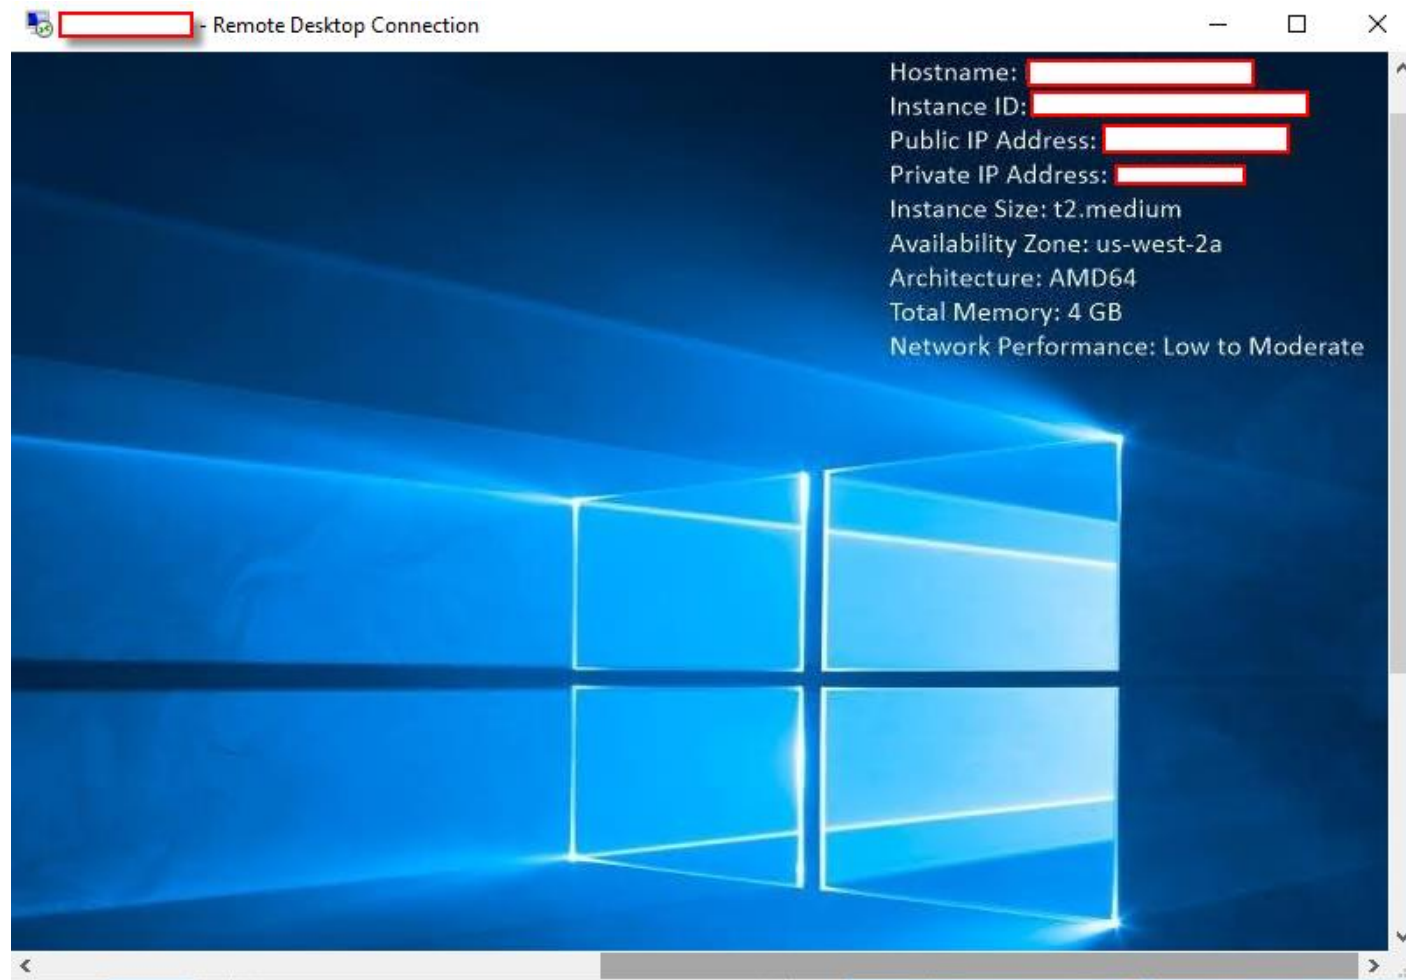 - Remote Desktop Connection
Hostname:
Instance ID:
Public IP Address:
Private IP Address:
Instance Size: t2.medium
Availability Zone: us-west-2a
Architecture: AMD64
Total Memory: 4 GB
Network Performance: Low to Moderate